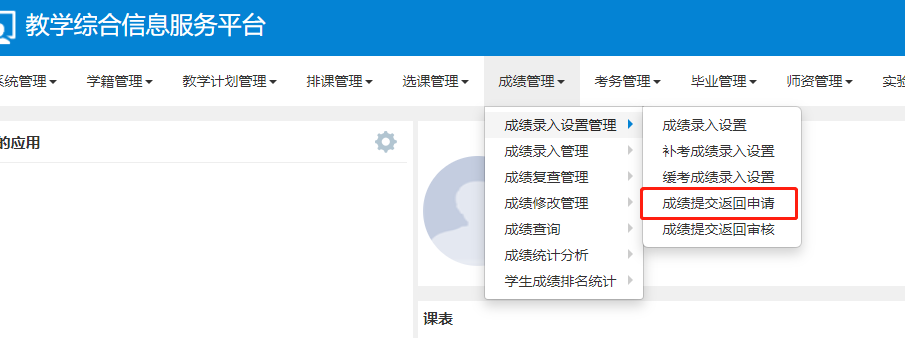 教学综合信息服务平台
系统管理 学籍管理 教学计划管理 排课管理 选课管理 成绩管理 考务管理 毕业管理 师资管理 实验
的应用
成绩录入设置管理
成绩录入管理
成绩复查管理
成绩修改管理
成绩查询
成绩统计分析
学生成绩排名统计
成绩录入设置
补考成绩录入设置
缓考成绩录入设置
成绩提交返回申请
成绩提交返回审核
课表